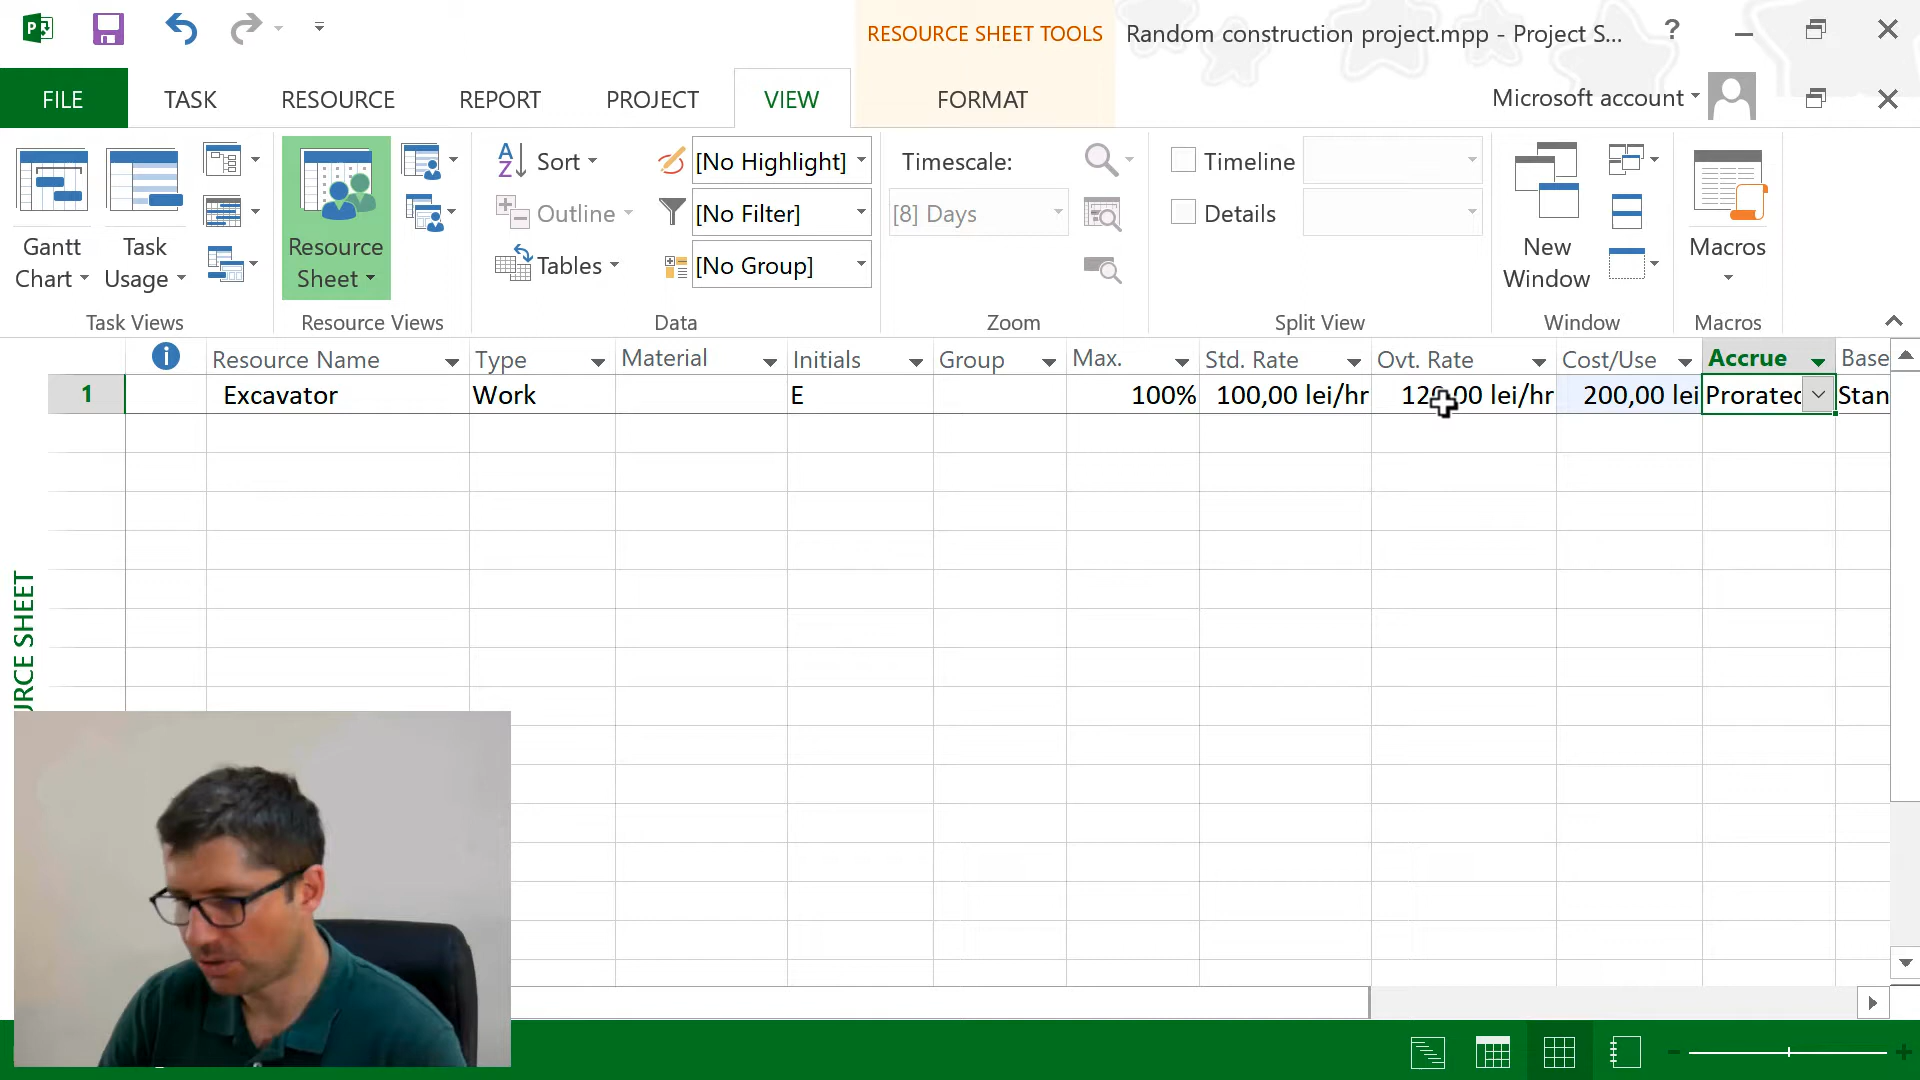 RESOURCE SHEET TOOLS
Random construction project.mpp - Project S...
FILE
TASK
RESOURCE
REPORT
PROJECT
VIEW
FORMAT
Microsoft account
Gantt
Chart
Task
Usage
Resource
Sheet
Sort
Outline
Tables
[No Highlight]
[No Filter]
[No Group]
Timescale:
[8] Days
Timeline
Details
New
Window
Macros
Task Views
Resource Views
Data
Zoom
Split View
Window
Macros
Resource Name Type Material Initials Group Max. Std. Rate Ovt. Rate Cost/Use Accrue Base
1 Excavator Work E 100% 100,00 lei/hr lei/hr 200,00 lei Prorated Stan
URCE SHEET